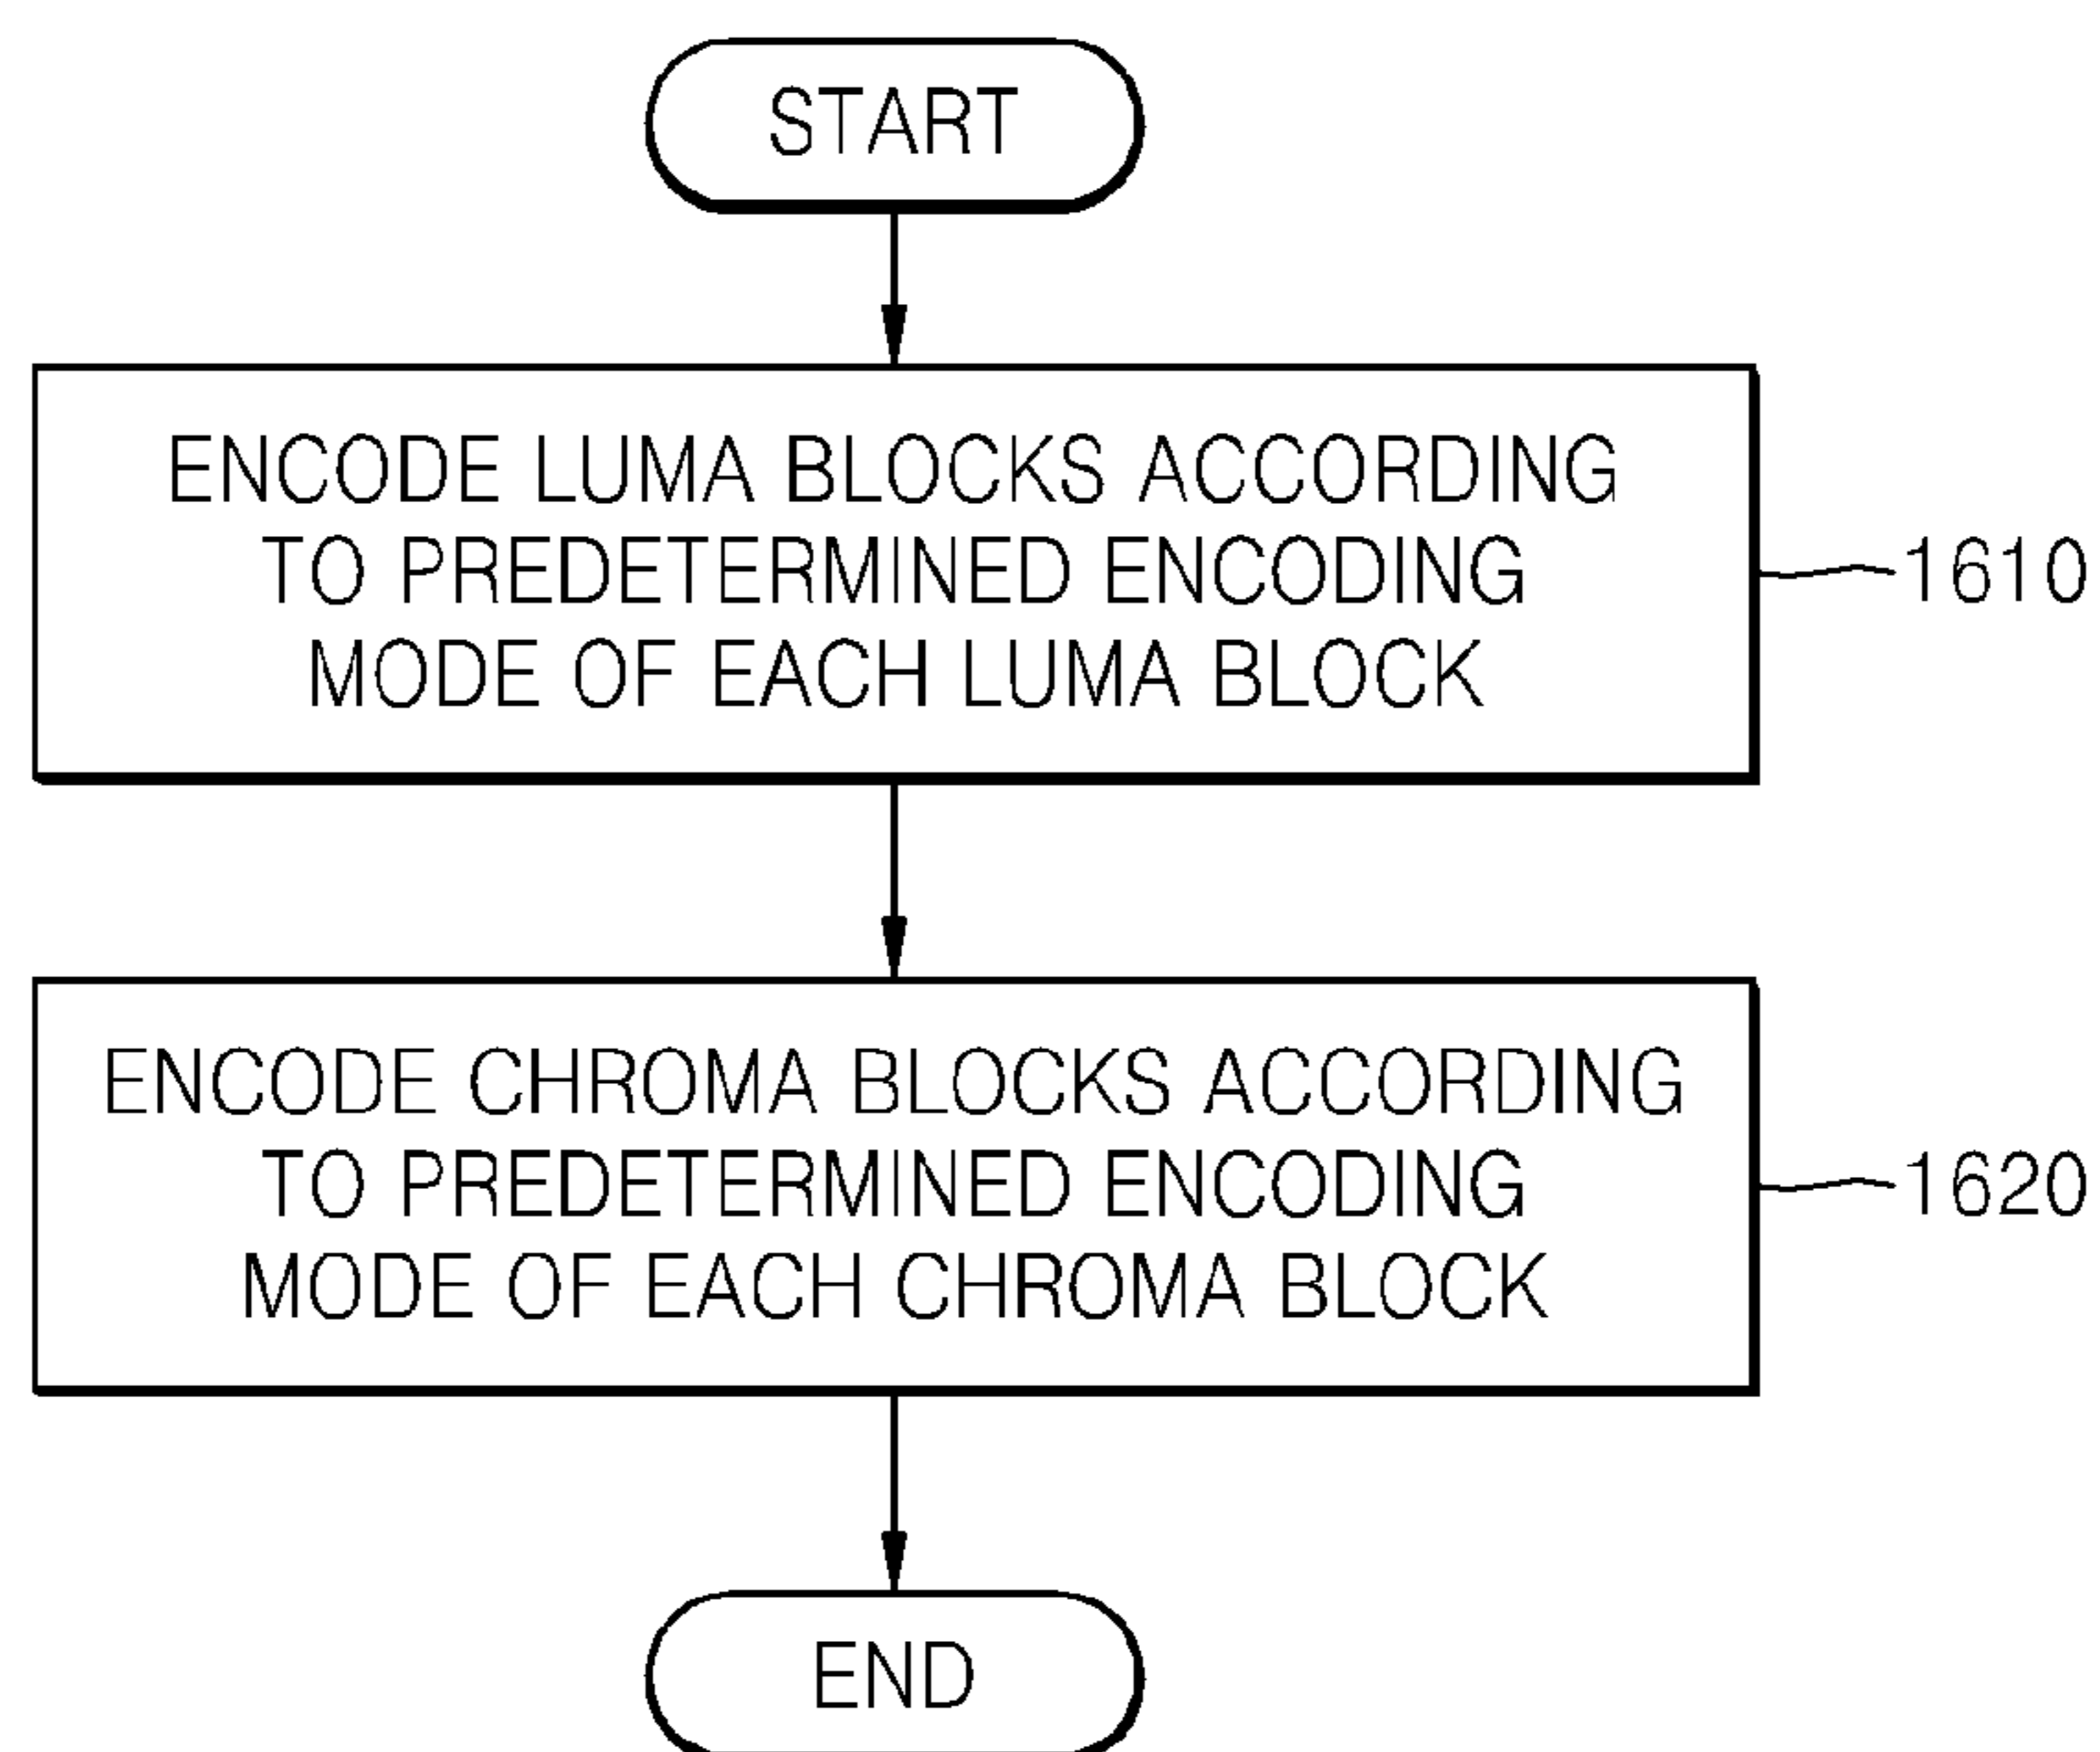 START
ENCODE LUMA BLOCKS ACCORDING
TO PREDETERMINED ENCODING
MODE OF EACH LUMA BLOCK
1610
ENCODE CHROMA BLOCKS ACCORDING
TO PREDETERMINED ENCODING
MODE OF EACH CHROMA BLOCK
1620
END